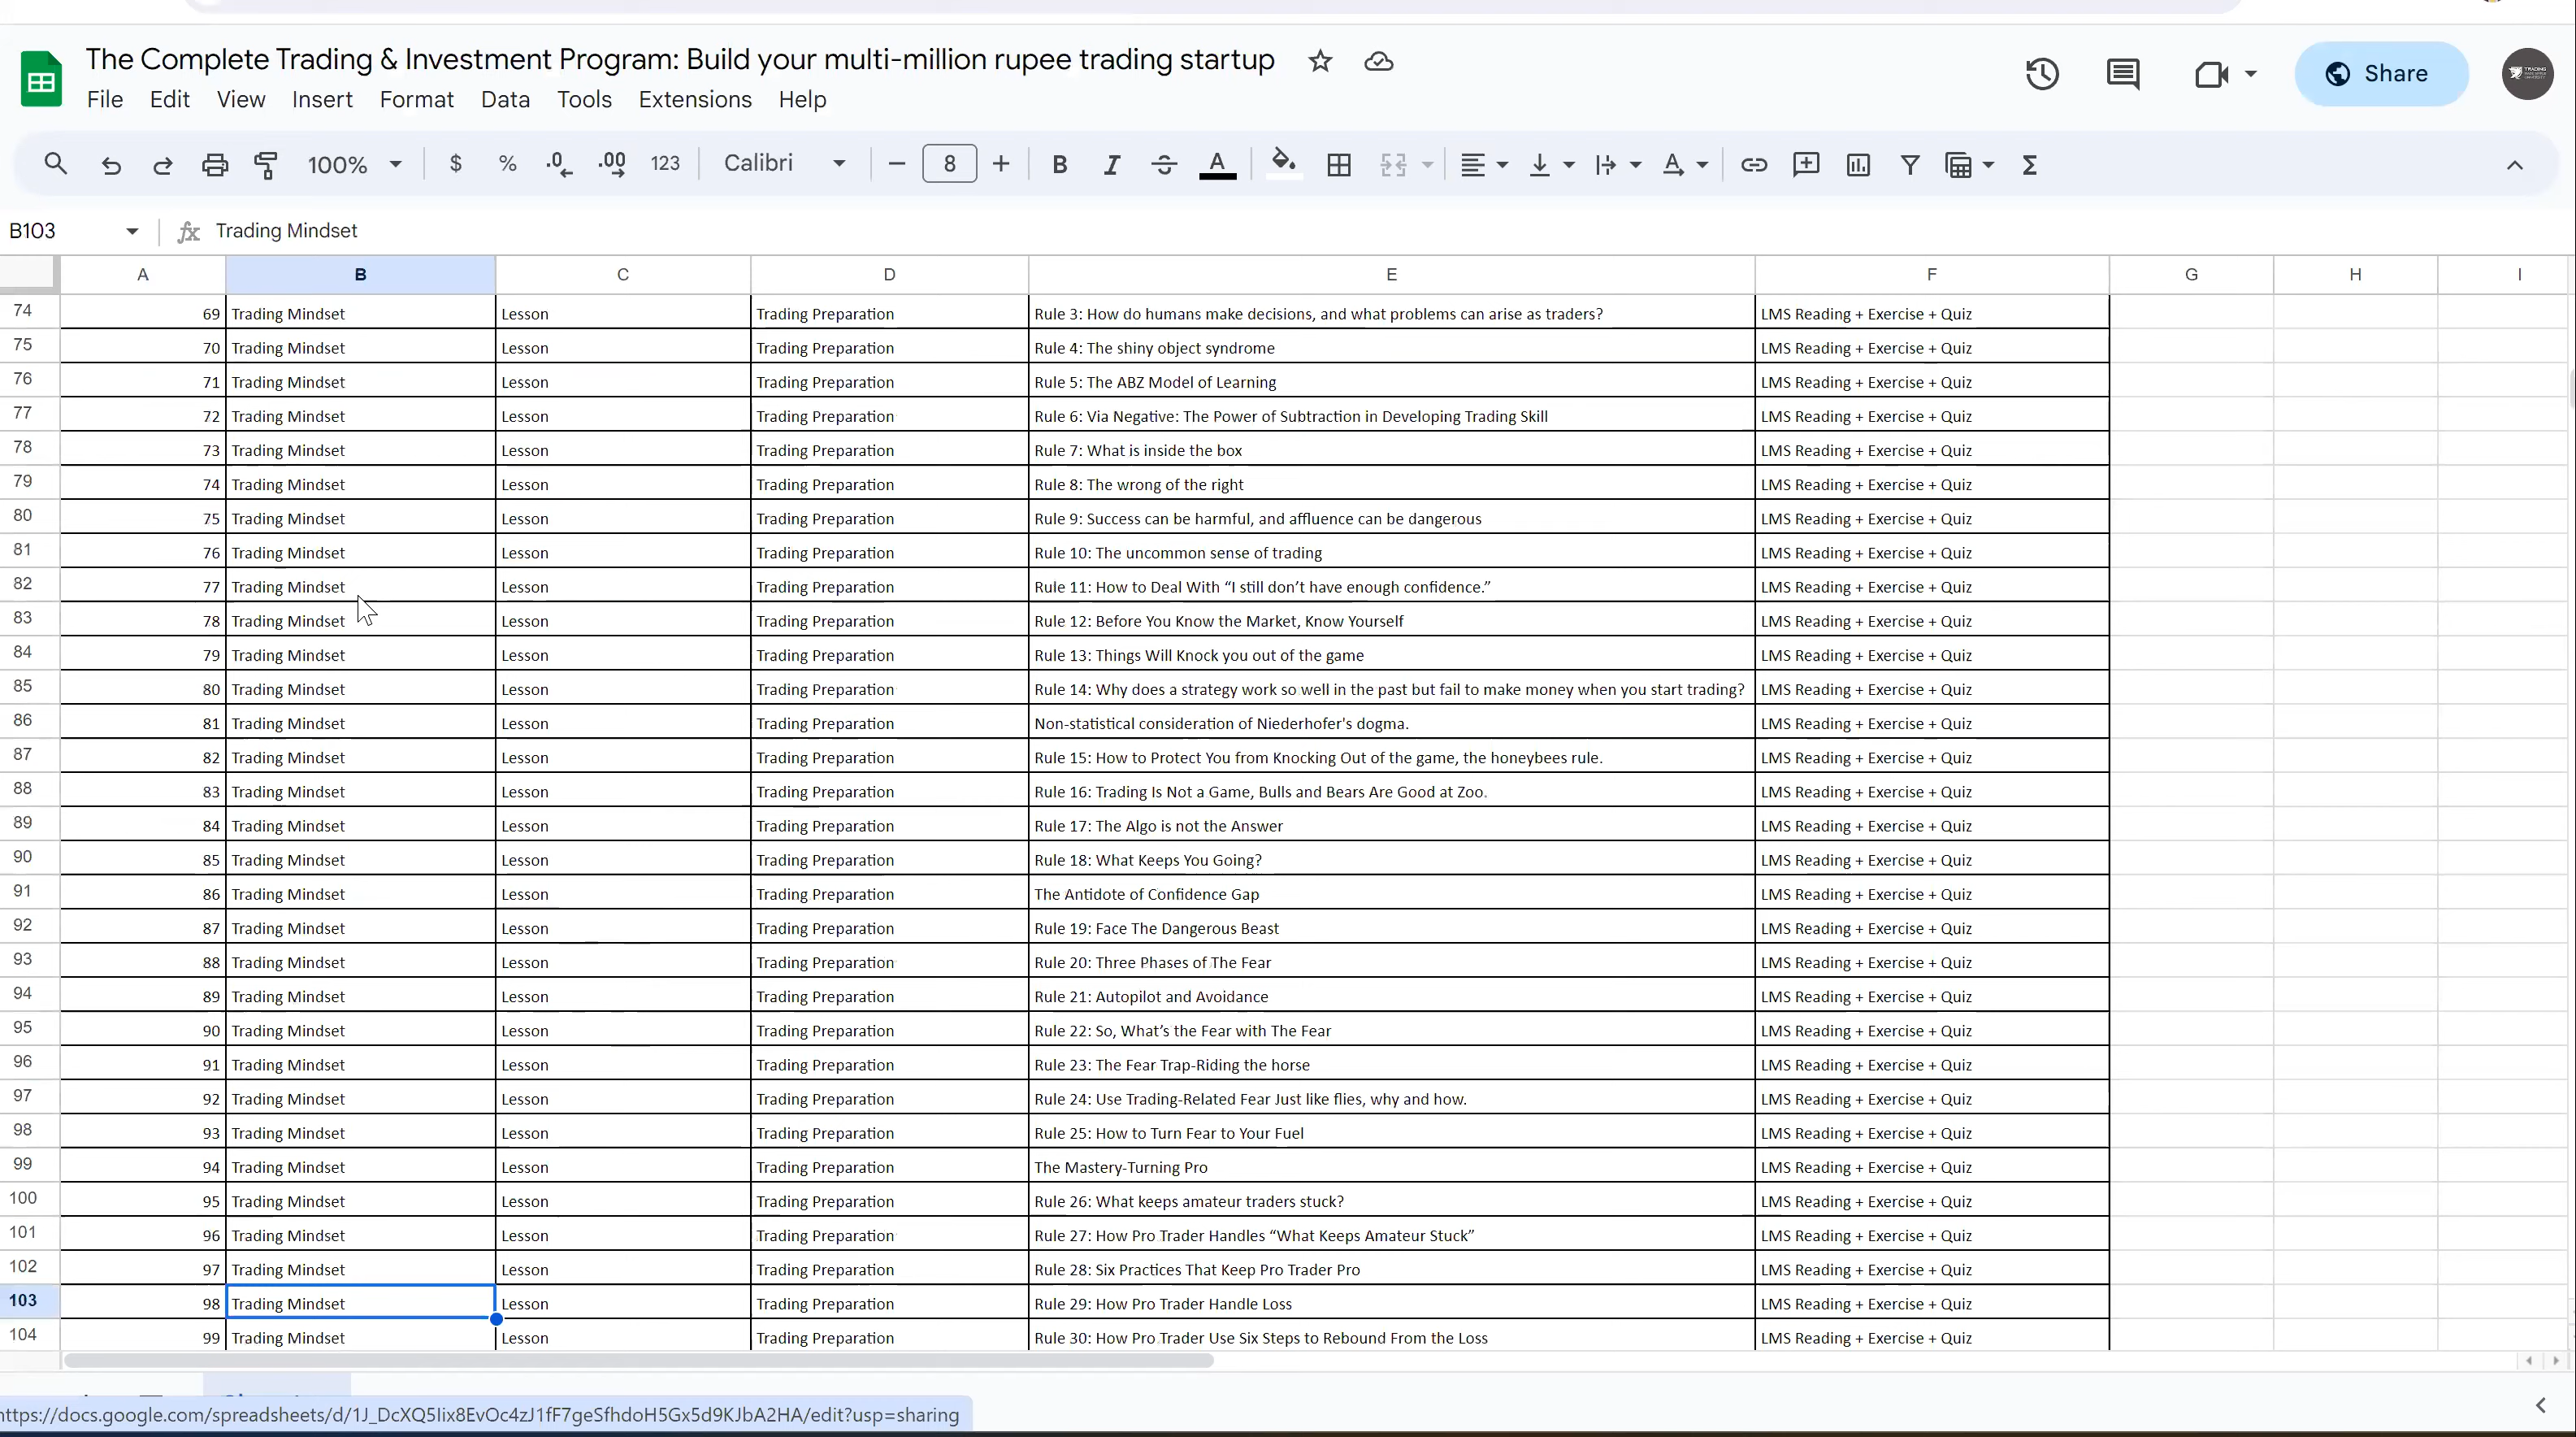 The Complete Trading & Investment Program: Build your multi-million rupee trading startup
File Edit View Insert Format Data Tools Extensions Help
Share
100% $ % .0 .00 123 Calibri 8
B103 fx Trading Mindset
A B C D E F G H I
74 69 Trading Mindset Lesson Trading Preparation Rule 3: How do humans make decisions, and what problems can arise as traders? LMS Reading + Exercise + Quiz
75 70 Trading Mindset Lesson Trading Preparation Rule 4: The shiny object syndrome LMS Reading + Exercise + Quiz
76 71 Trading Mindset Lesson Trading Preparation Rule 5: The ABZ Model of Learning LMS Reading + Exercise + Quiz
77 72 Trading Mindset Lesson Trading Preparation Rule 6: Via Negative: The Power of Subtraction in Developing Trading Skill LMS Reading + Exercise + Quiz
78 73 Trading Mindset Lesson Trading Preparation Rule 7: What is inside the box LMS Reading + Exercise + Quiz
79 74 Trading Mindset Lesson Trading Preparation Rule 8: The wrong of the right LMS Reading + Exercise + Quiz
80 75 Trading Mindset Lesson Trading Preparation Rule 9: Success can be harmful, and affluence can be dangerous LMS Reading + Exercise + Quiz
81 76 Trading Mindset Lesson Trading Preparation Rule 10: The uncommon sense of trading LMS Reading + Exercise + Quiz
82 77 Trading Mindset Lesson Trading Preparation Rule 11: How to Deal With “I still don’t have enough confidence.” LMS Reading + Exercise + Quiz
83 78 Trading Mindset Lesson Trading Preparation Rule 12: Before You Know the Market, Know Yourself LMS Reading + Exercise + Quiz
84 79 Trading Mindset Lesson Trading Preparation Rule 13: Things Will Knock you out of the game LMS Reading + Exercise + Quiz
85 80 Trading Mindset Lesson Trading Preparation Rule 14: Why does a strategy work so well in the past but fail to make money when you start trading? LMS Reading + Exercise + Quiz
86 81 Trading Mindset Lesson Trading Preparation Non-statistical consideration of Niederhofer's dogma. LMS Reading + Exercise + Quiz
87 82 Trading Mindset Lesson Trading Preparation Rule 15: How to Protect You from Knocking Out of the game, the honeybees rule. LMS Reading + Exercise + Quiz
88 83 Trading Mindset Lesson Trading Preparation Rule 16: Trading Is Not a Game, Bulls and Bears Are Good at Zoo. LMS Reading + Exercise + Quiz
89 84 Trading Mindset Lesson Trading Preparation Rule 17: The Algo is not the Answer LMS Reading + Exercise + Quiz
90 85 Trading Mindset Lesson Trading Preparation Rule 18: What Keeps You Going? LMS Reading + Exercise + Quiz
91 86 Trading Mindset Lesson Trading Preparation The Antidote of Confidence Gap LMS Reading + Exercise + Quiz
92 87 Trading Mindset Lesson Trading Preparation Rule 19: Face The Dangerous Beast LMS Reading + Exercise + Quiz
93 88 Trading Mindset Lesson Trading Preparation Rule 20: Three Phases of The Fear LMS Reading + Exercise + Quiz
94 89 Trading Mindset Lesson Trading Preparation Rule 21: Autopilot and Avoidance LMS Reading + Exercise + Quiz
95 90 Trading Mindset Lesson Trading Preparation Rule 22: So, What’s the Fear with The Fear LMS Reading + Exercise + Quiz
96 91 Trading Mindset Lesson Trading Preparation Rule 23: The Fear Trap-Riding the horse LMS Reading + Exercise + Quiz
97 92 Trading Mindset Lesson Trading Preparation Rule 24: Use Trading-Related Fear Just like flies, why and how. LMS Reading + Exercise + Quiz
98 93 Trading Mindset Lesson Trading Preparation Rule 25: How to Turn Fear to Your Fuel LMS Reading + Exercise + Quiz
99 94 Trading Mindset Lesson Trading Preparation The Mastery-Turning Pro LMS Reading + Exercise + Quiz
100 95 Trading Mindset Lesson Trading Preparation Rule 26: What keeps amateur traders stuck? LMS Reading + Exercise + Quiz
101 96 Trading Mindset Lesson Trading Preparation Rule 27: How Pro Trader Handles “What Keeps Amateur Stuck” LMS Reading + Exercise + Quiz
102 97 Trading Mindset Lesson Trading Preparation Rule 28: Six Practices That Keep Pro Trader Pro LMS Reading + Exercise + Quiz
103 98 Trading Mindset Lesson Trading Preparation Rule 29: How Pro Trader Handle Loss LMS Reading + Exercise + Quiz
104 99 Trading Mindset Lesson Trading Preparation Rule 30: How Pro Trader Use Six Steps to Rebound From the Loss LMS Reading + Exercise + Quiz
https://docs.google.com/spreadsheets/d/1J_DcXQ5lix8EvOc4zJ1fF7geSfhdoH5Gx5d9KJbA2HA/edit?usp=sharing